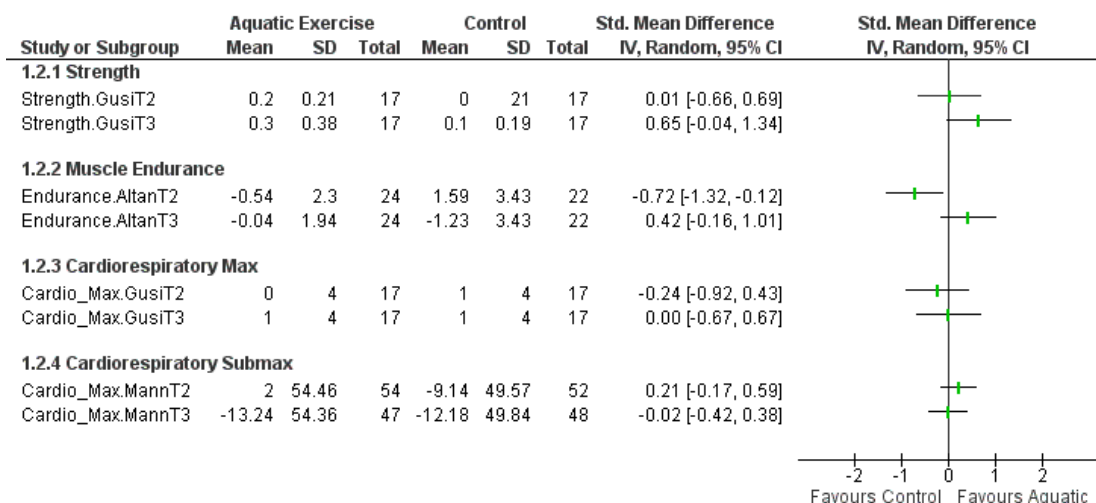 Aquatic Exercise Control Std. Mean Difference Std. Mean Difference
Study or Subgroup Mean SD Total Mean SD Total IV, Random, 95% CI IV, Random, 95% CI
1.2.1 Strength
Strength.GusiT2 0.2 0.21 17 0 21 17 0.01 [-0.66, 0.69]
Strength.GusiT3 0.3 0.38 17 0.1 0.19 17 0.65 [-0.04, 1.34]
1.2.2 Muscle Endurance
Endurance.AltanT2 -0.54 2.3 24 1.59 3.43 22 -0.72 [-1.32, -0.12]
Endurance.AltanT3 -0.04 1.94 24 -1.23 3.43 22 0.42 [-0.16, 1.01]
1.2.3 Cardiorespiratory Max
Cardio_Max.GusiT2 0 4 17 1 4 17 -0.24 [-0.92, 0.43]
Cardio_Max.GusiT3 1 4 17 1 4 17 0.00 [-0.67, 0.67]
1.2.4 Cardiorespiratory Submax
Cardio_Max.MannT2 2 54.46 54 -9.14 49.57 52 0.21 [-0.17, 0.59]
Cardio_Max.MannT3 -13.24 54.36 47 -12.18 49.84 48 -0.02 [-0.42, 0.38]
-2 -1 0 1 2
Favours Control Favours Aquatic